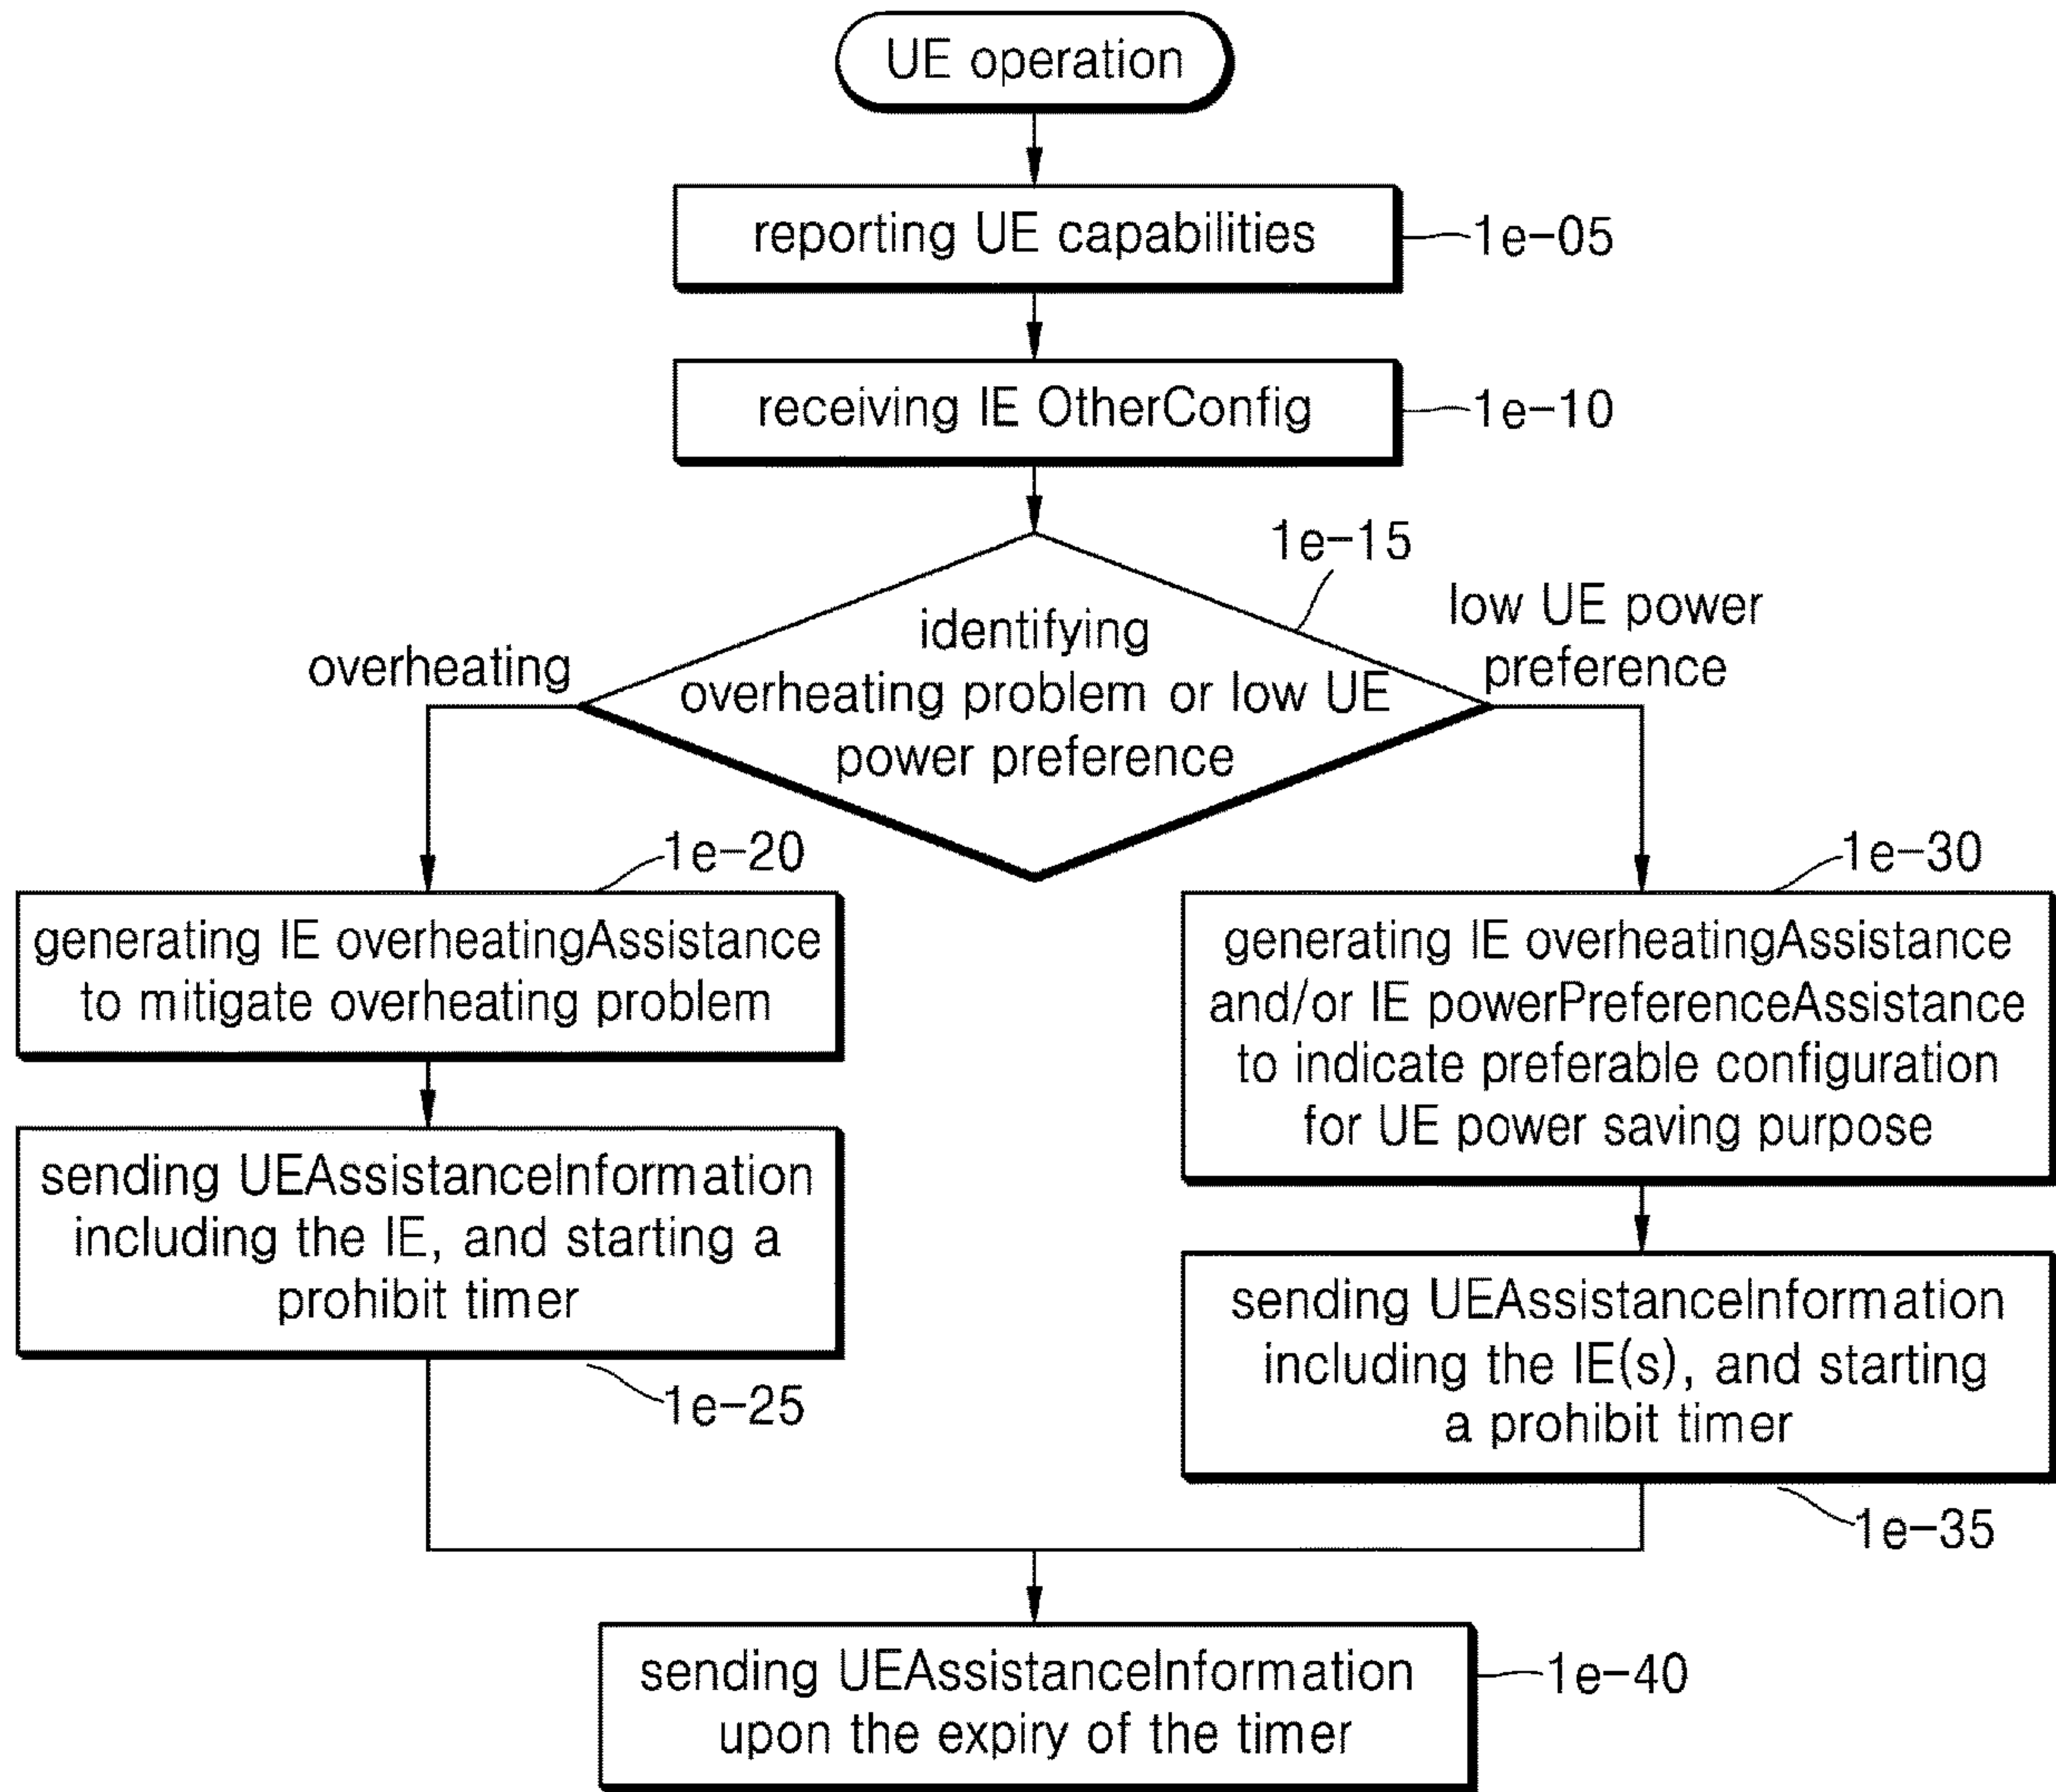 UE operation
reporting UE capabilities
1e-05
receiving IE OtherConfig
1e-10
1e-15
identifying
overheating problem or low UE
power preference
overheating
low UE power
preference
1e-20
generating IE overheatingAssistance
to mitigate overheating problem
sending UEAssistanceInformation
including the IE, and starting a
prohibit timer
1e-25
1e-30
generating IE overheatingAssistance
and/or IE powerPreferenceAssistance
to indicate preferable configuration
for UE power saving purpose
sending UEAssistanceInformation
including the IE(s), and starting
a prohibit timer
1e-35
sending UEAssistanceInformation
upon the expiry of the timer
1e-40